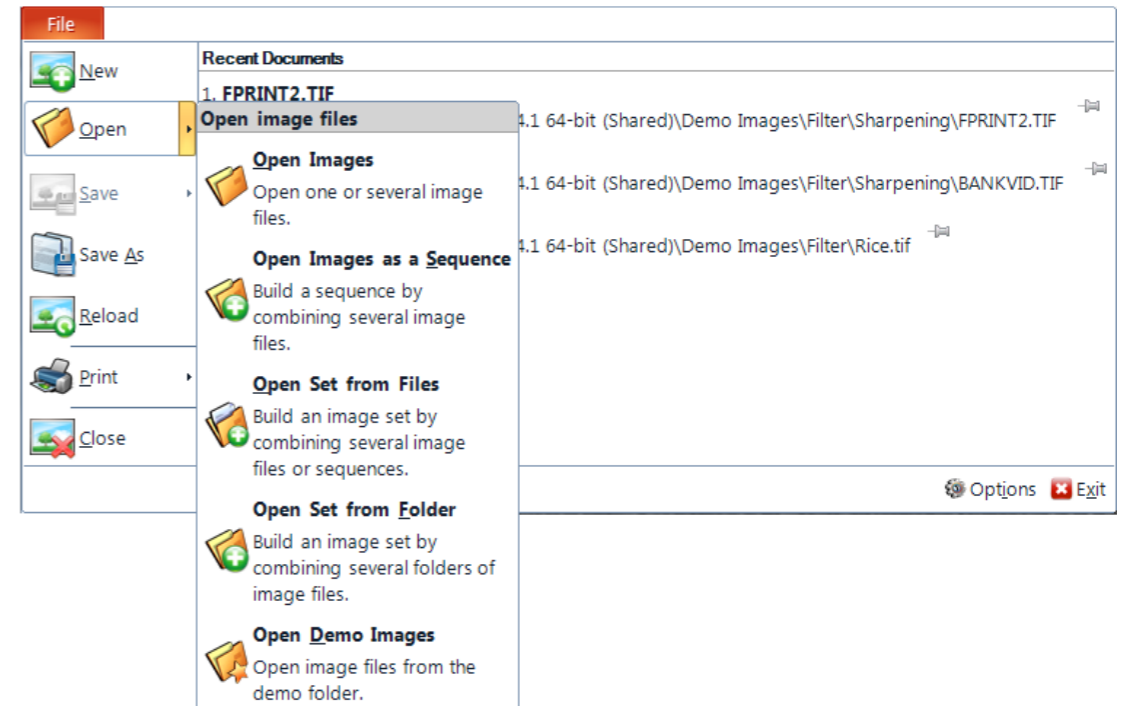 File
New
Open
Save
Save As
Reload
Print
Close
Recent Documents
1. FPRINT2.TIF
4.1 64-bit (Shared)\Demo Images\Filter\Sharpening\FPRINT2.TIF
4.1 64-bit (Shared)\Demo Images\Filter\Sharpening\BANKVID.TIF
4.1 64-bit (Shared)\Demo Images\Filter\Rice.tif
Open image files
Open Images
Open one or several image
files.
Open Images as a Sequence
Build a sequence by
combining several image
files.
Open Set from Files
Build an image set by
combining several image
files or sequences.
Open Set from Folder
Build an image set by
combining several folders of
image files.
Open Demo Images
Open image files from the
demo folder.
Options
Exit